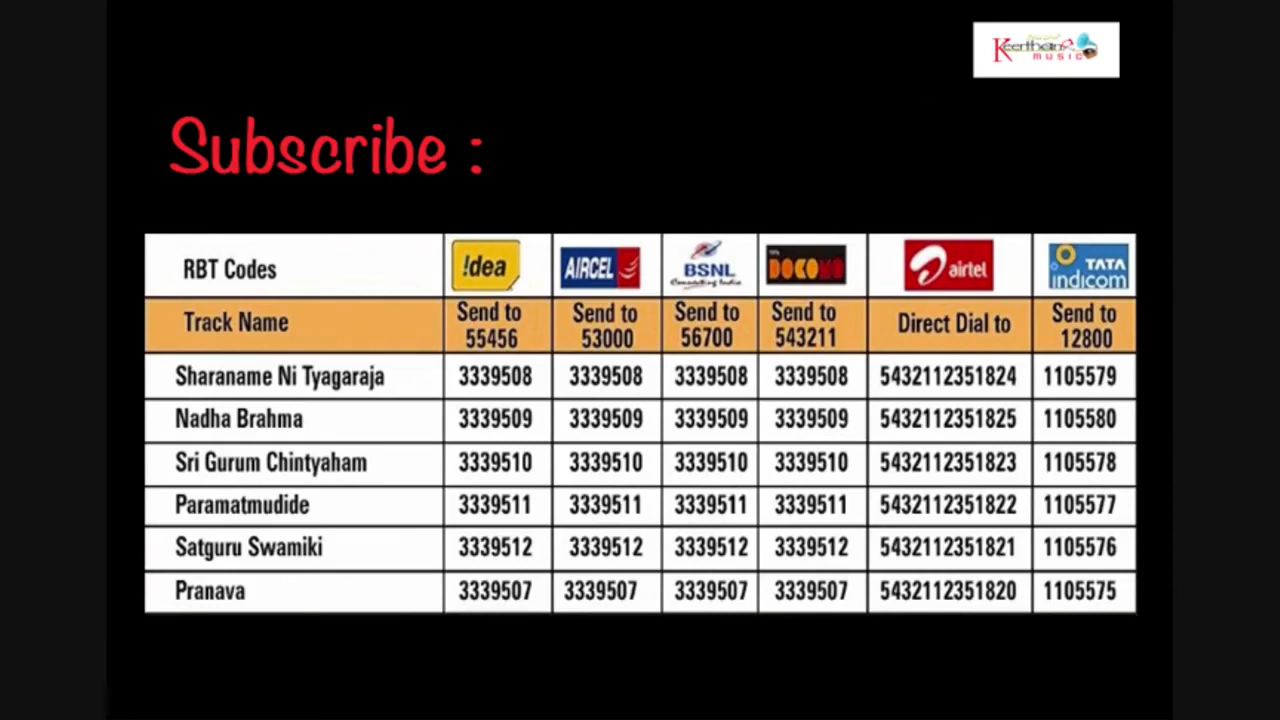 Keerthana
MUSIC
Subscribe :
RBT Codes !dea AIRCEL BSNL Connecting India TATA DOCOMO airtel TATA indicom
Track Name Send to 55456 Send to 53000 Send to 56700 Send to 543211 Direct Dial to Send to 12800
Sharaname Ni Tyagaraja 3339508 3339508 3339508 3339508 5432112351824 1105579
Nadha Brahma 3339509 3339509 3339509 3339509 5432112351825 1105580
Sri Gurum Chintyaham 3339510 3339510 3339510 3339510 5432112351823 1105578
Paramatmudide 3339511 3339511 3339511 3339511 5432112351822 1105577
Satguru Swamiki 3339512 3339512 3339512 3339512 5432112351821 1105576
Pranava 3339507 3339507 3339507 3339507 5432112351820 1105575